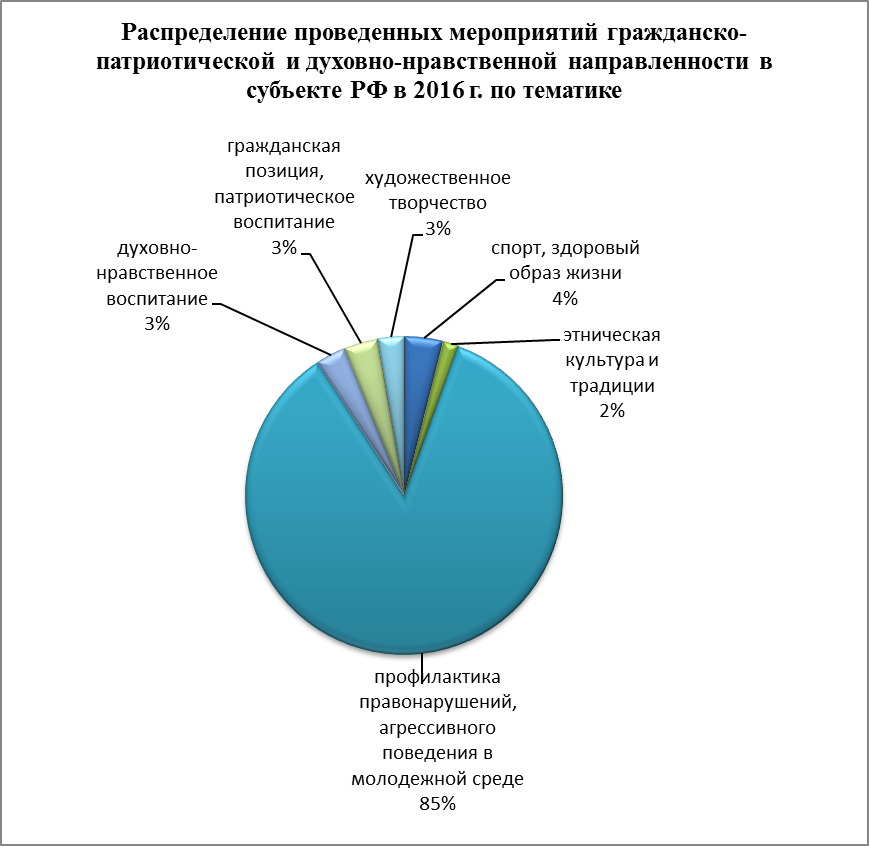 Распределение проведенных мероприятий гражданско-
патриотической и духовно-нравственной направленности в
субъекте РФ в 2016 г. по тематике
гражданская
позиция,
патриотическое
воспитание
3%
художественное
творчество
3%
духовно-
нравственное
воспитание
3%
спорт, здоровый
образ жизни
4%
этническая
культура и
традиции
2%
профилактика
правонарушений,
агрессивного
поведения в
молодежной среде
85%